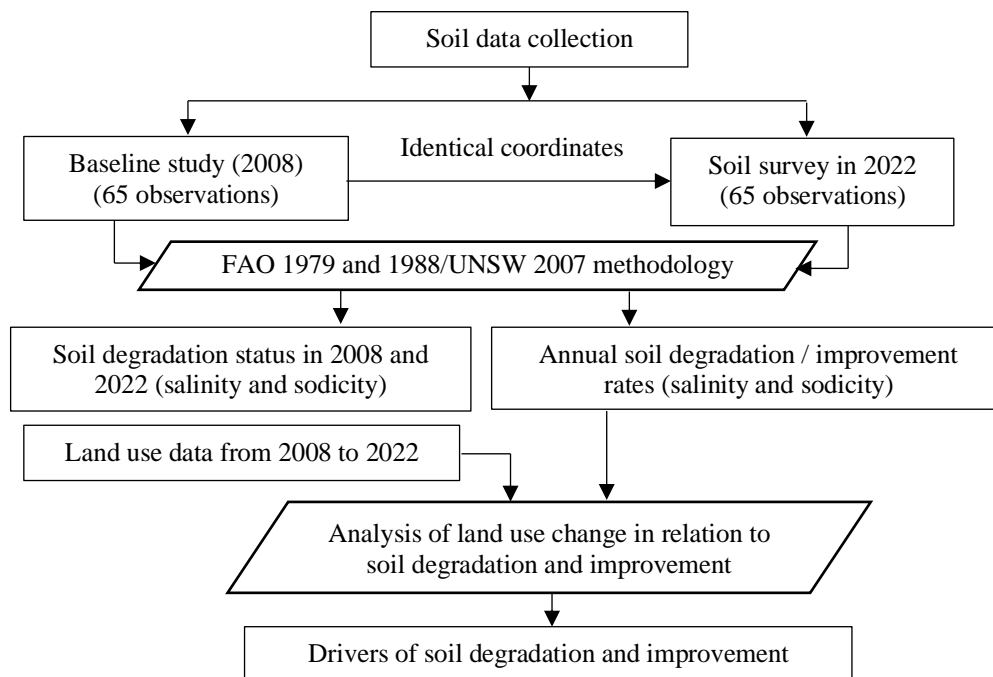 Soil data collection
Baseline study (2008)
(65 observations)
Identical coordinates
Soil survey in 2022
(65 observations)
FAO 1979 and 1988/UNSW 2007 methodology
Soil degradation status in 2008 and
2022 (salinity and sodicity)
Annual soil degradation / improvement
rates (salinity and sodicity)
Land use data from 2008 to 2022
Analysis of land use change in relation to
soil degradation and improvement
Drivers of soil degradation and improvement